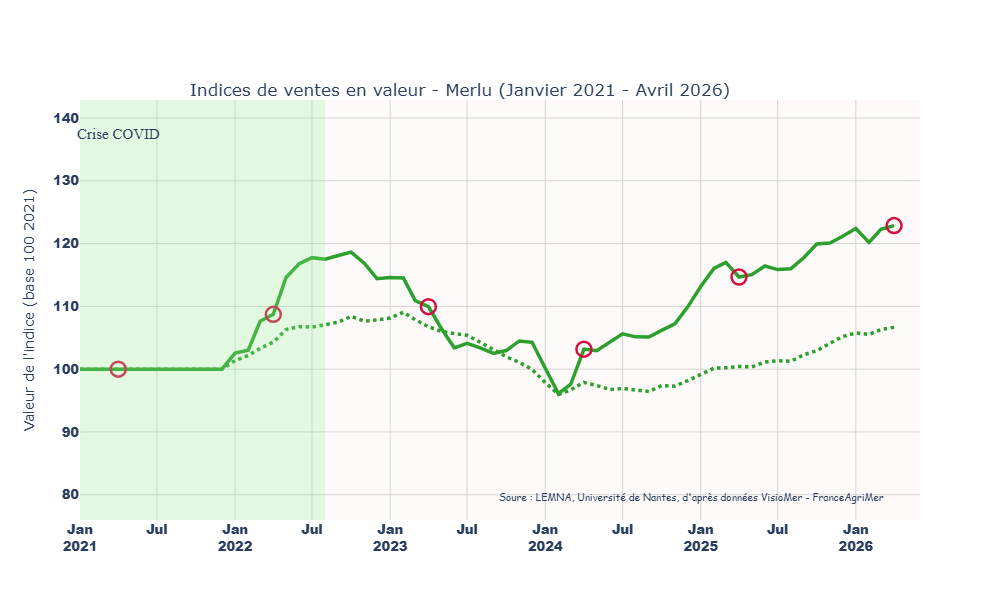 Indices de ventes en valeur - Merlu (Janvier 2021 - Avril 2026)
Valeur de l'indice (base 100 2021)
140
Crise COVID
130
120
110
100
90
80
Soure : LEMNA, Université de Nantes, d'après données VisioMer - FranceAgriMer
Jan Jul Jan Jul Jan Jul Jan Jul Jan Jul Jan
2021 2022 2023 2024 2025 2026